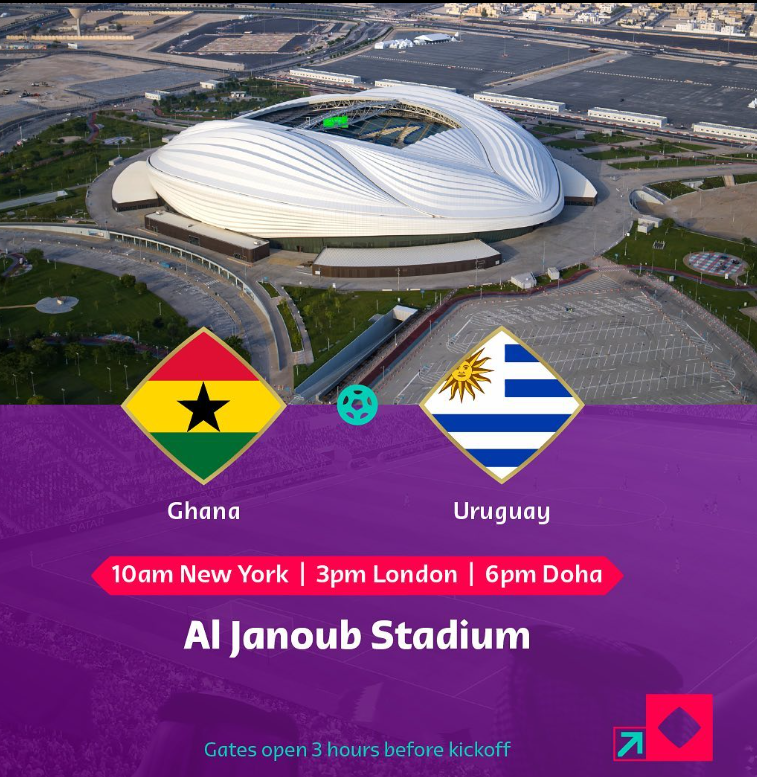 Ghana
Uruguay
10am New York | 3pm London | 6pm Doha
Al Janoub Stadium
Gates open 3 hours before kickoff